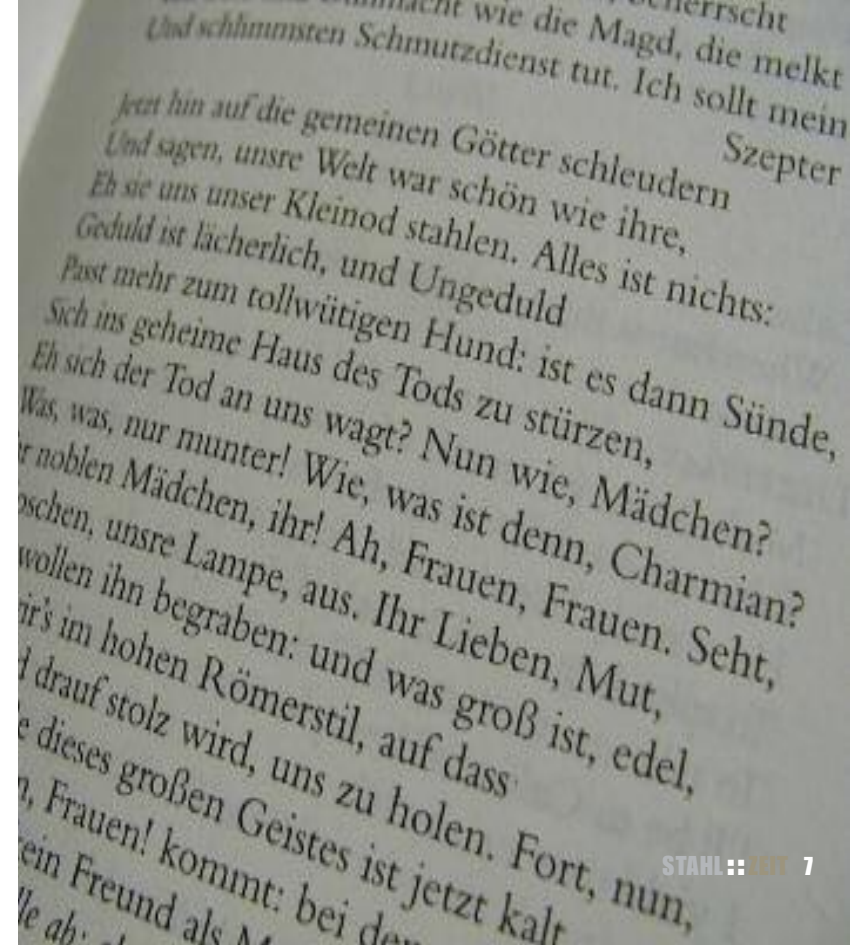 wie die Magd, die melkt
Und schlimmsten Schmutzdienst tut. Ich sollt mein
Szepter
Jetzt hin auf die gemeinen Götter schleudern
Und sagen, unsre Welt war schön wie ihre,
Eh sie uns unser Kleinod stahlen. Alles ist nichts:
Geduld ist lächerlich, und Ungeduld
Passt mehr zum tollwütigen Hund: ist es dann Sünde,
Sich ins geheime Haus des Tods zu stürzen,
Eh sich der Tod an uns wagt? Nun wie, Mädchen?
Was, was, nur munter! Wie, was ist denn, Charmian?
noblen Mädchen, ihr! Ah, Frauen, Frauen. Seht,
unsre Lampe, aus. Ihr Lieben, Mut,
wollen ihn begraben: und was groß ist, edel,
im hohen Römerstil, auf dass
drauf stolz wird, uns zu holen. Fort, nun,
dieses großen Geistes ist jetzt kalt
Frauen! kommt: bei
Freund als
ab:
STAHL::ZEIT 7